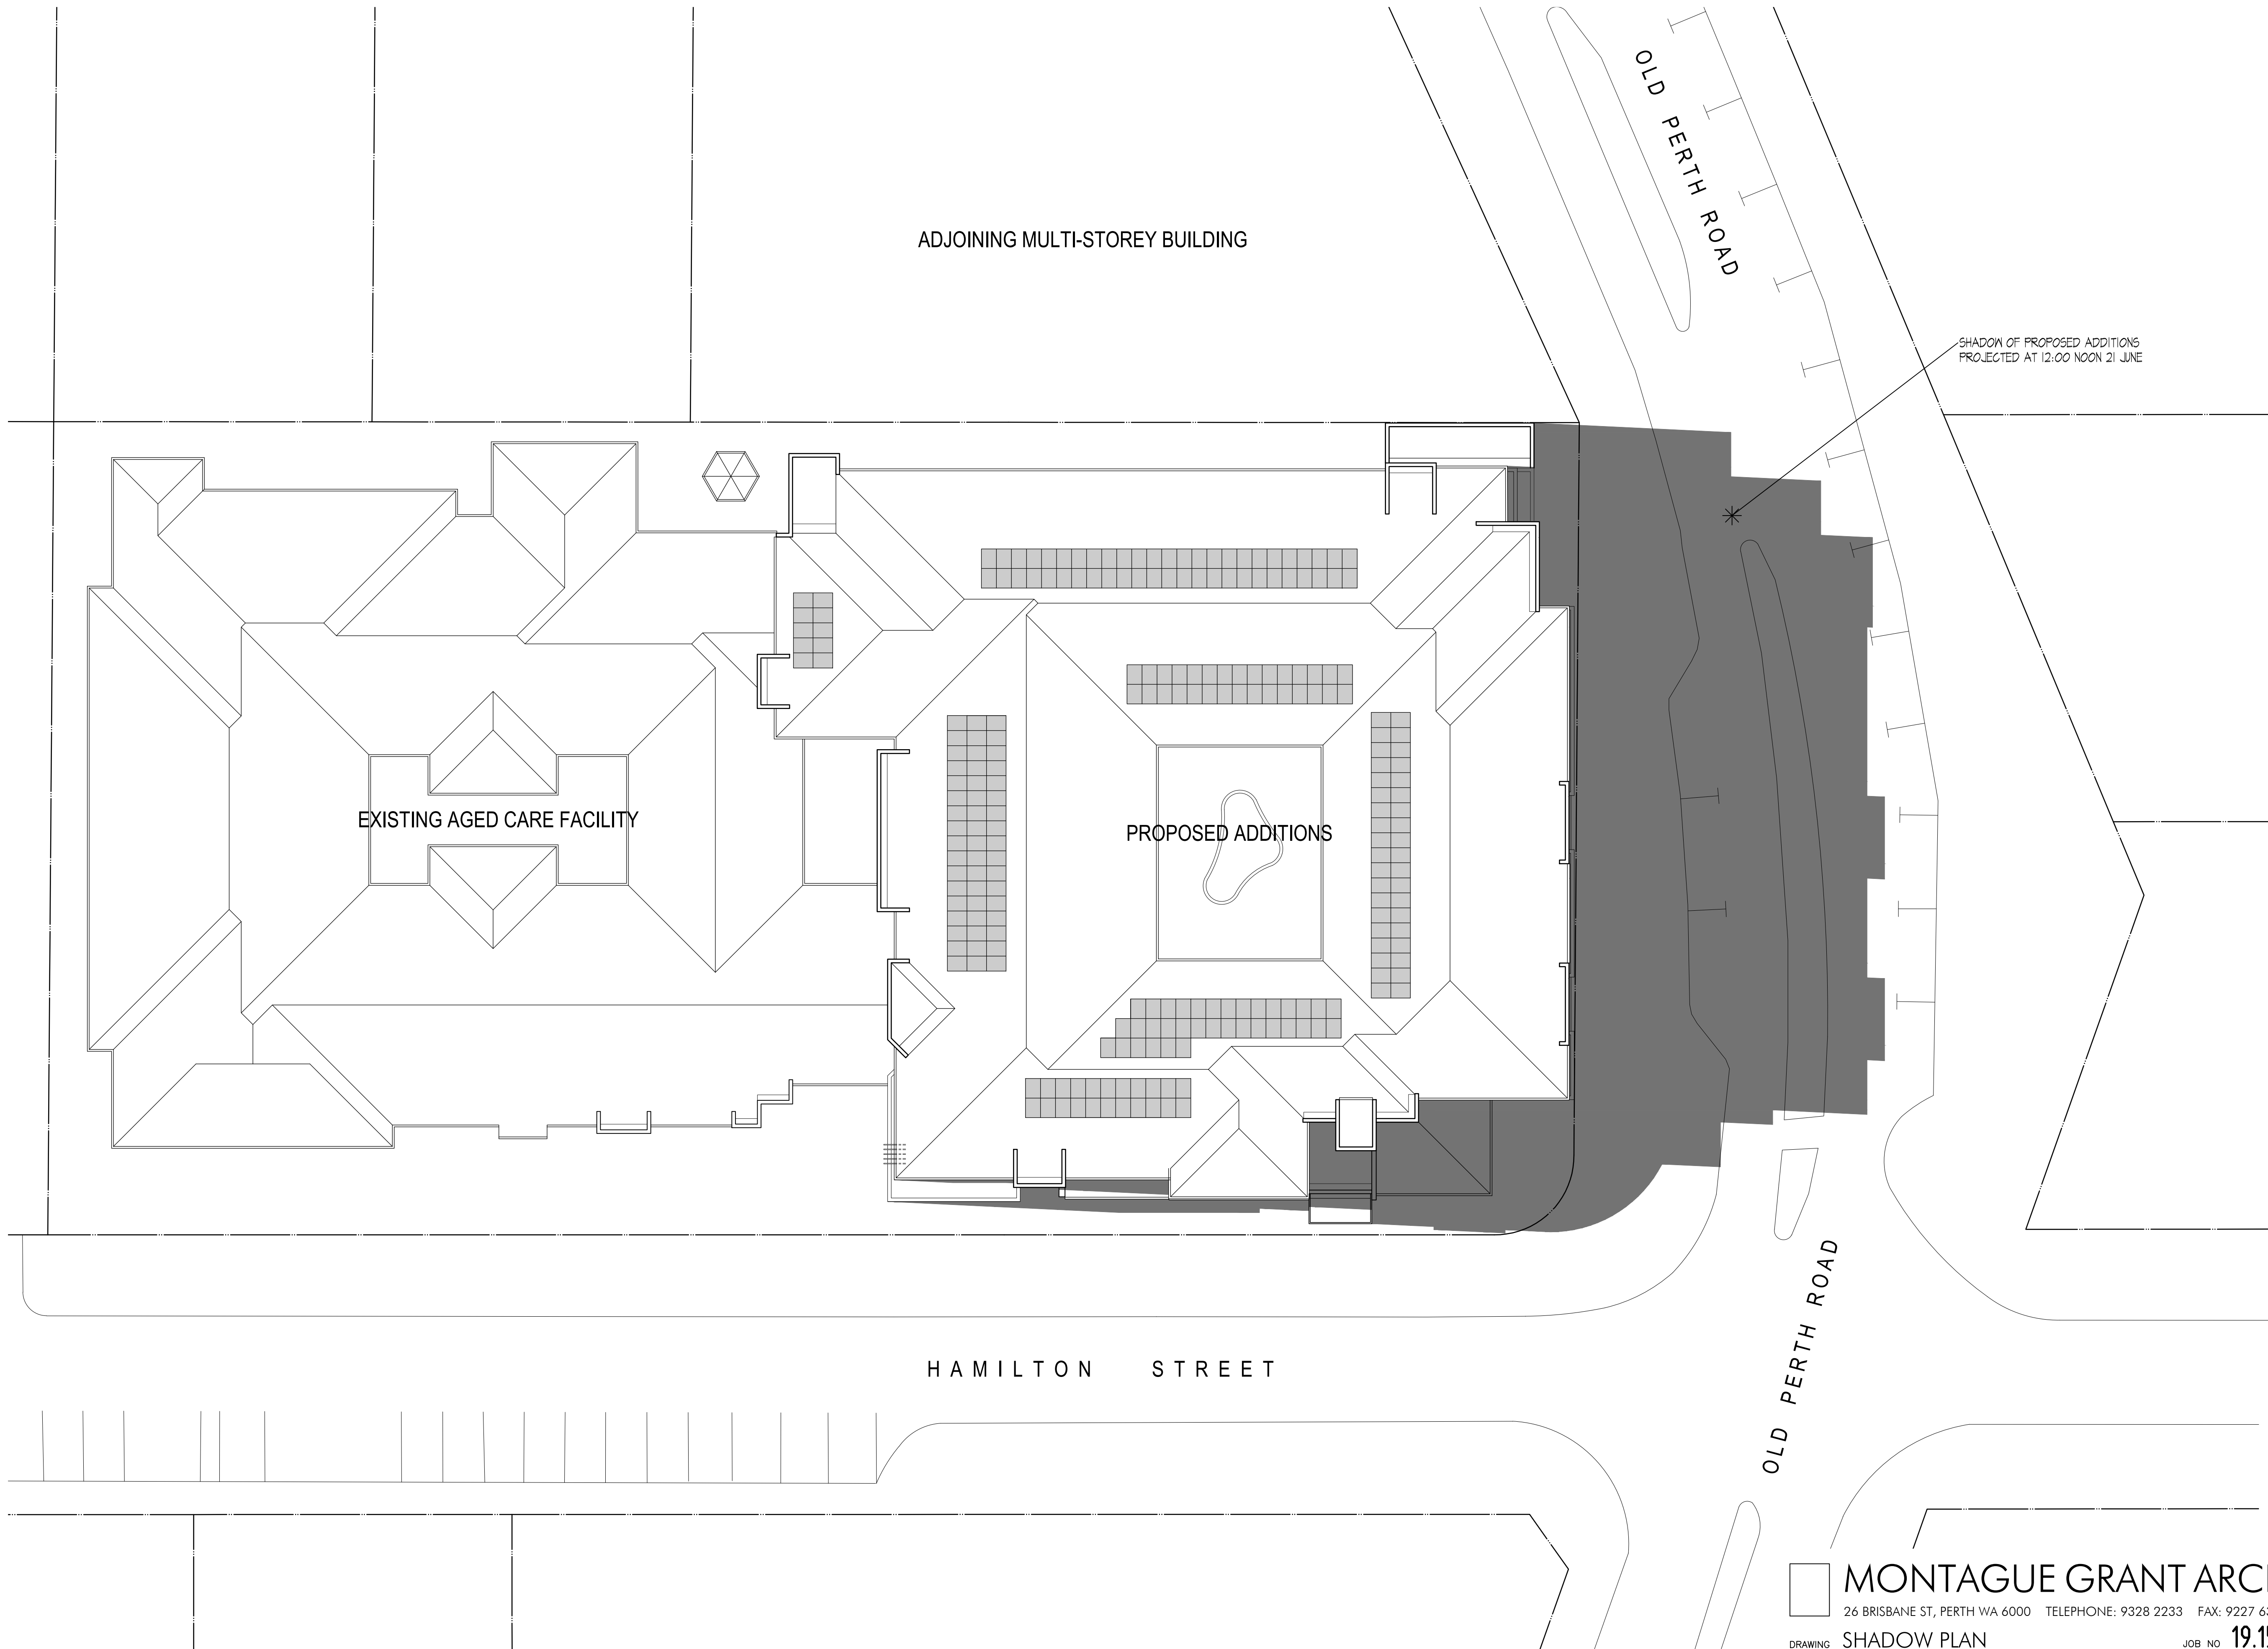 OLD PERTH ROAD
ADJOINING MULTI-STOREY BUILDING
SHADOW OF PROPOSED ADDITIONS
PROJECTED AT 12:00 NOON 21 JUNE
EXISTING AGED CARE FACILITY
PROPOSED ADDITIONS
HAMILTON STREET
OLD PERTH ROAD
MONTAGUE GRANT
26 BRISBANE ST, PERTH WA 6000 TELEPHONE: 9328 2233 FAX: 9227
DRAWING SHADOW PLAN JOB NO